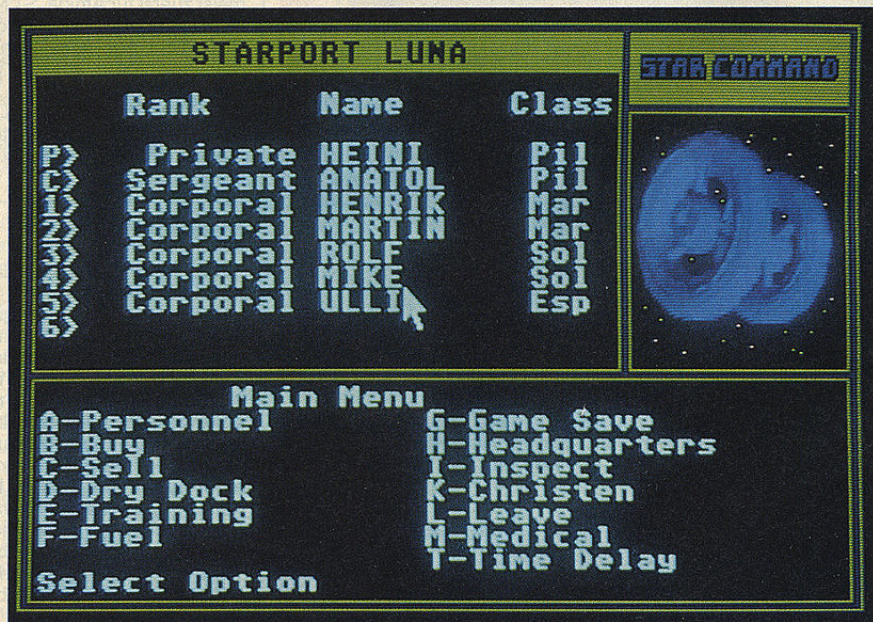 STARPORT LUNA
STAR COMMAND
Rank Name Class
P> Private HEINI Pil
C> Sergeant ANATOL Pil
1> Corporal HENRIK Mar
2> Corporal MARTIN Mar
3> Corporal ROLF Sol
4> Corporal MIKE Sol
5> Corporal ULLI Esp
6>
Main Menu
A-Personnel
B-Buy
C-Sell
D-Dry Dock
E-Training
F-Fuel
G-Game Save
H-Headquarters
I-Inspect
K-Christen
L-Leave
M-Medical
T-Time Delay
Select Option